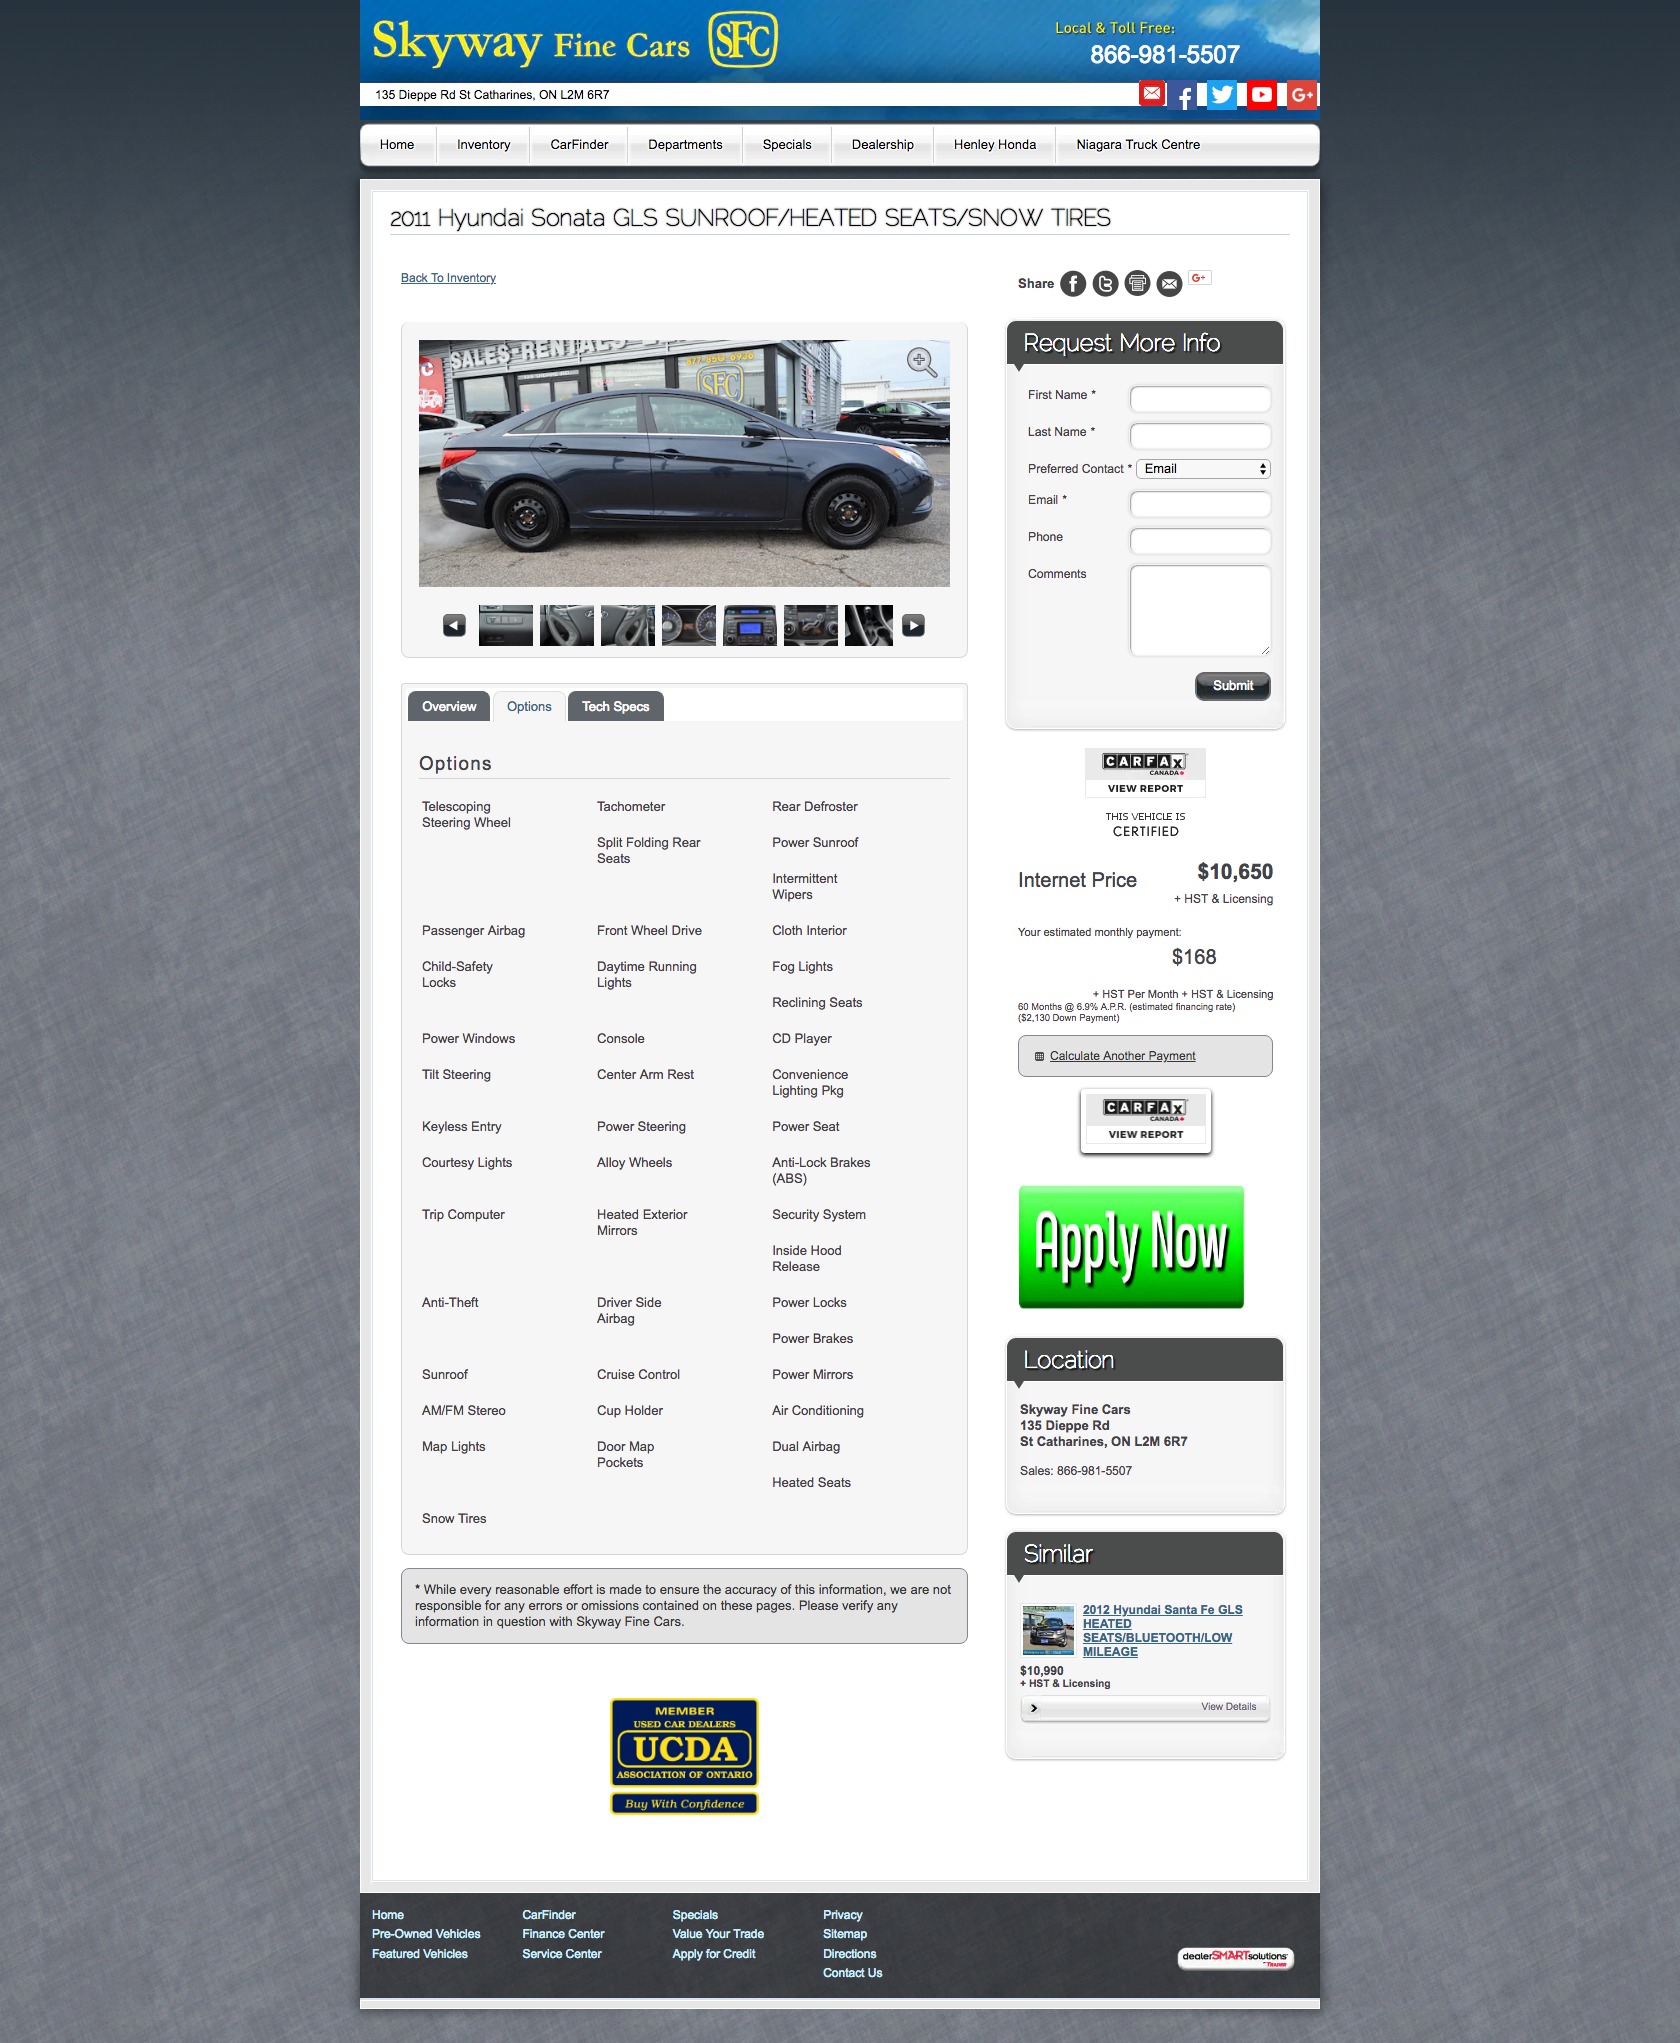 Skyway Fine Cars SFC
Local & Toll Free:
866-981-5507
135 Dieppe Rd St Catharines, ON L2M 6R7
Home Inventory CarFinder Departments Specials Dealership Henley Honda Niagara Truck Centre
2011 Hyundai Sonata GLS SUNROOF/HEATED SEATS/SNOW TIRES
Back To Inventory
Share
G+
SALES-RENTALS
877-850-6936
SFC
Overview Options Tech Specs
Options
Telescoping
Steering Wheel
Tachometer
Rear Defroster
Split Folding Rear
Seats
Power Sunroof
Intermittent
Wipers
Passenger Airbag
Front Wheel Drive
Cloth Interior
Child-Safety
Locks
Daytime Running
Lights
Fog Lights
Reclining Seats
Power Windows
Console
CD Player
Tilt Steering
Center Arm Rest
Convenience
Lighting Pkg
Keyless Entry
Power Steering
Power Seat
Courtesy Lights
Alloy Wheels
Anti-Lock Brakes
(ABS)
Trip Computer
Heated Exterior
Mirrors
Security System
Inside Hood
Release
Anti-Theft
Driver Side
Airbag
Power Locks
Power Brakes
Sunroof
Cruise Control
Power Mirrors
AM/FM Stereo
Cup Holder
Air Conditioning
Map Lights
Door Map
Pockets
Dual Airbag
Heated Seats
Snow Tires
* While every reasonable effort is made to ensure the accuracy of this information, we are not
responsible for any errors or omissions contained on these pages. Please verify any
information in question with Skyway Fine Cars.
MEMBER
USED CAR DEALERS
UCDA
ASSOCIATION OF ONTARIO
Buy With Confidence
Request More Info
First Name *
Last Name *
Preferred Contact * Email
Email *
Phone
Comments
Submit
CARFAX
CANADA
VIEW REPORT
THIS VEHICLE IS
CERTIFIED
Internet Price $10,650
+ HST & Licensing
Your estimated monthly payment:
$168
+ HST Per Month + HST & Licensing
60 Months @ 6.9% A.P.R. (estimated financing rate)
($2,130 Down Payment)
Calculate Another Payment
CARFAX
CANADA
VIEW REPORT
Apply Now
Location
Skyway Fine Cars
135 Dieppe Rd
St Catharines, ON L2M 6R7
Sales: 866-981-5507
Similar
2012 Hyundai Santa Fe GLS
HEATED
SEATS/BLUETOOTH/LOW
MILEAGE
$10,990
+ HST & Licensing
View Details
Home CarFinder Specials Privacy
Pre-Owned Vehicles Finance Center Value Your Trade Sitemap
Featured Vehicles Service Center Apply for Credit Directions
Contact Us
dealerSMARTsolutions
by TRADER